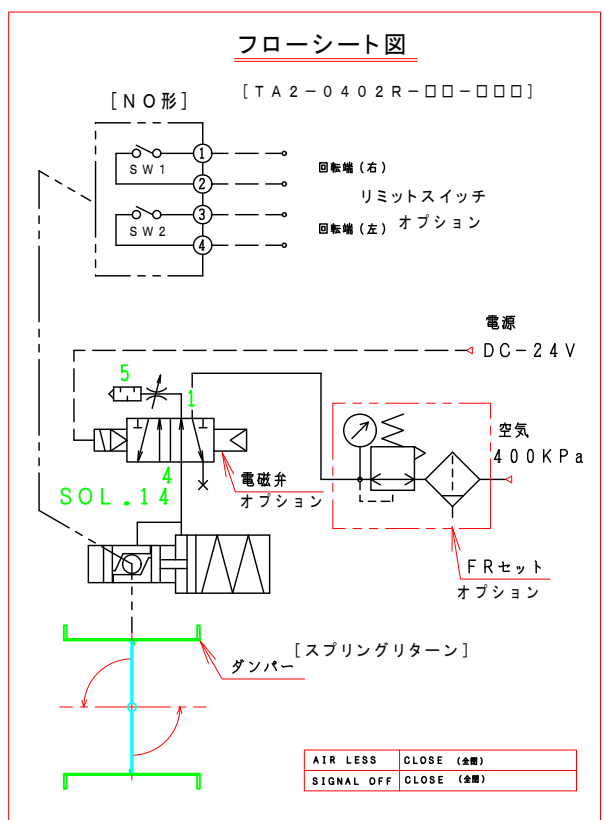 フローシート図
[TA2-0402R-□□-□□□]
[NO形]
1
SW1
2
回転端(右)
リミットスイッチ
オプション
3
SW2
4
回転端(左)
電源
DC-24V
5
1
空気
400KPa
4
SOL.14
電磁弁
オプション
FRセット
オプション
[スプリングリターン]
ダンパー
AIR LESS CLOSE (全閉)
SIGNAL OFF CLOSE (全閉)